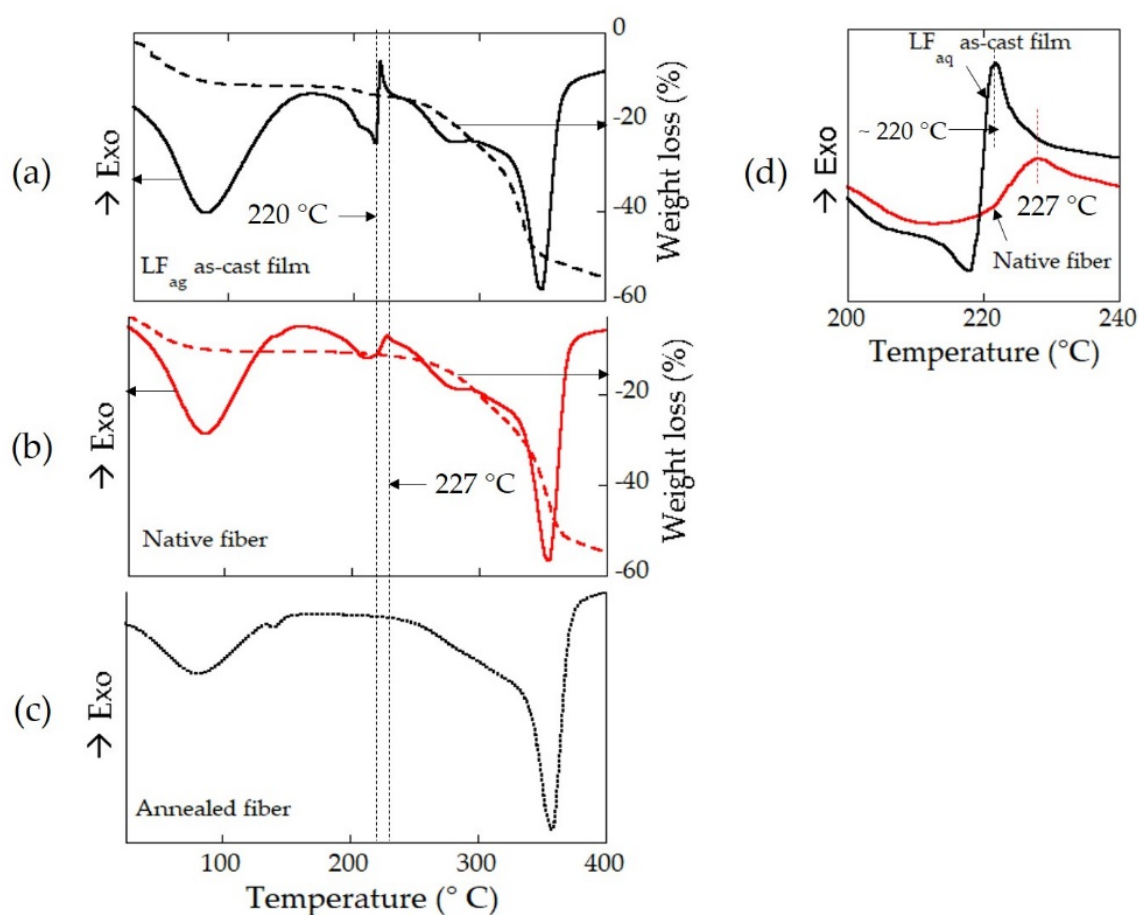 (a)
→ Exo
220 °C
LF_ag as-cast film
0
-20
-40
-60
Weight loss (%)
(b)
→ Exo
227 °C
Native fiber
-20
-40
-60
Weight loss (%)
(c)
→ Exo
Annealed fiber
100
200
300
400
Temperature (° C)
(d)
→ Exo
LF_aq as-cast film
~ 220 °C
227 °C
Native fiber
200
220
240
Temperature (°C)